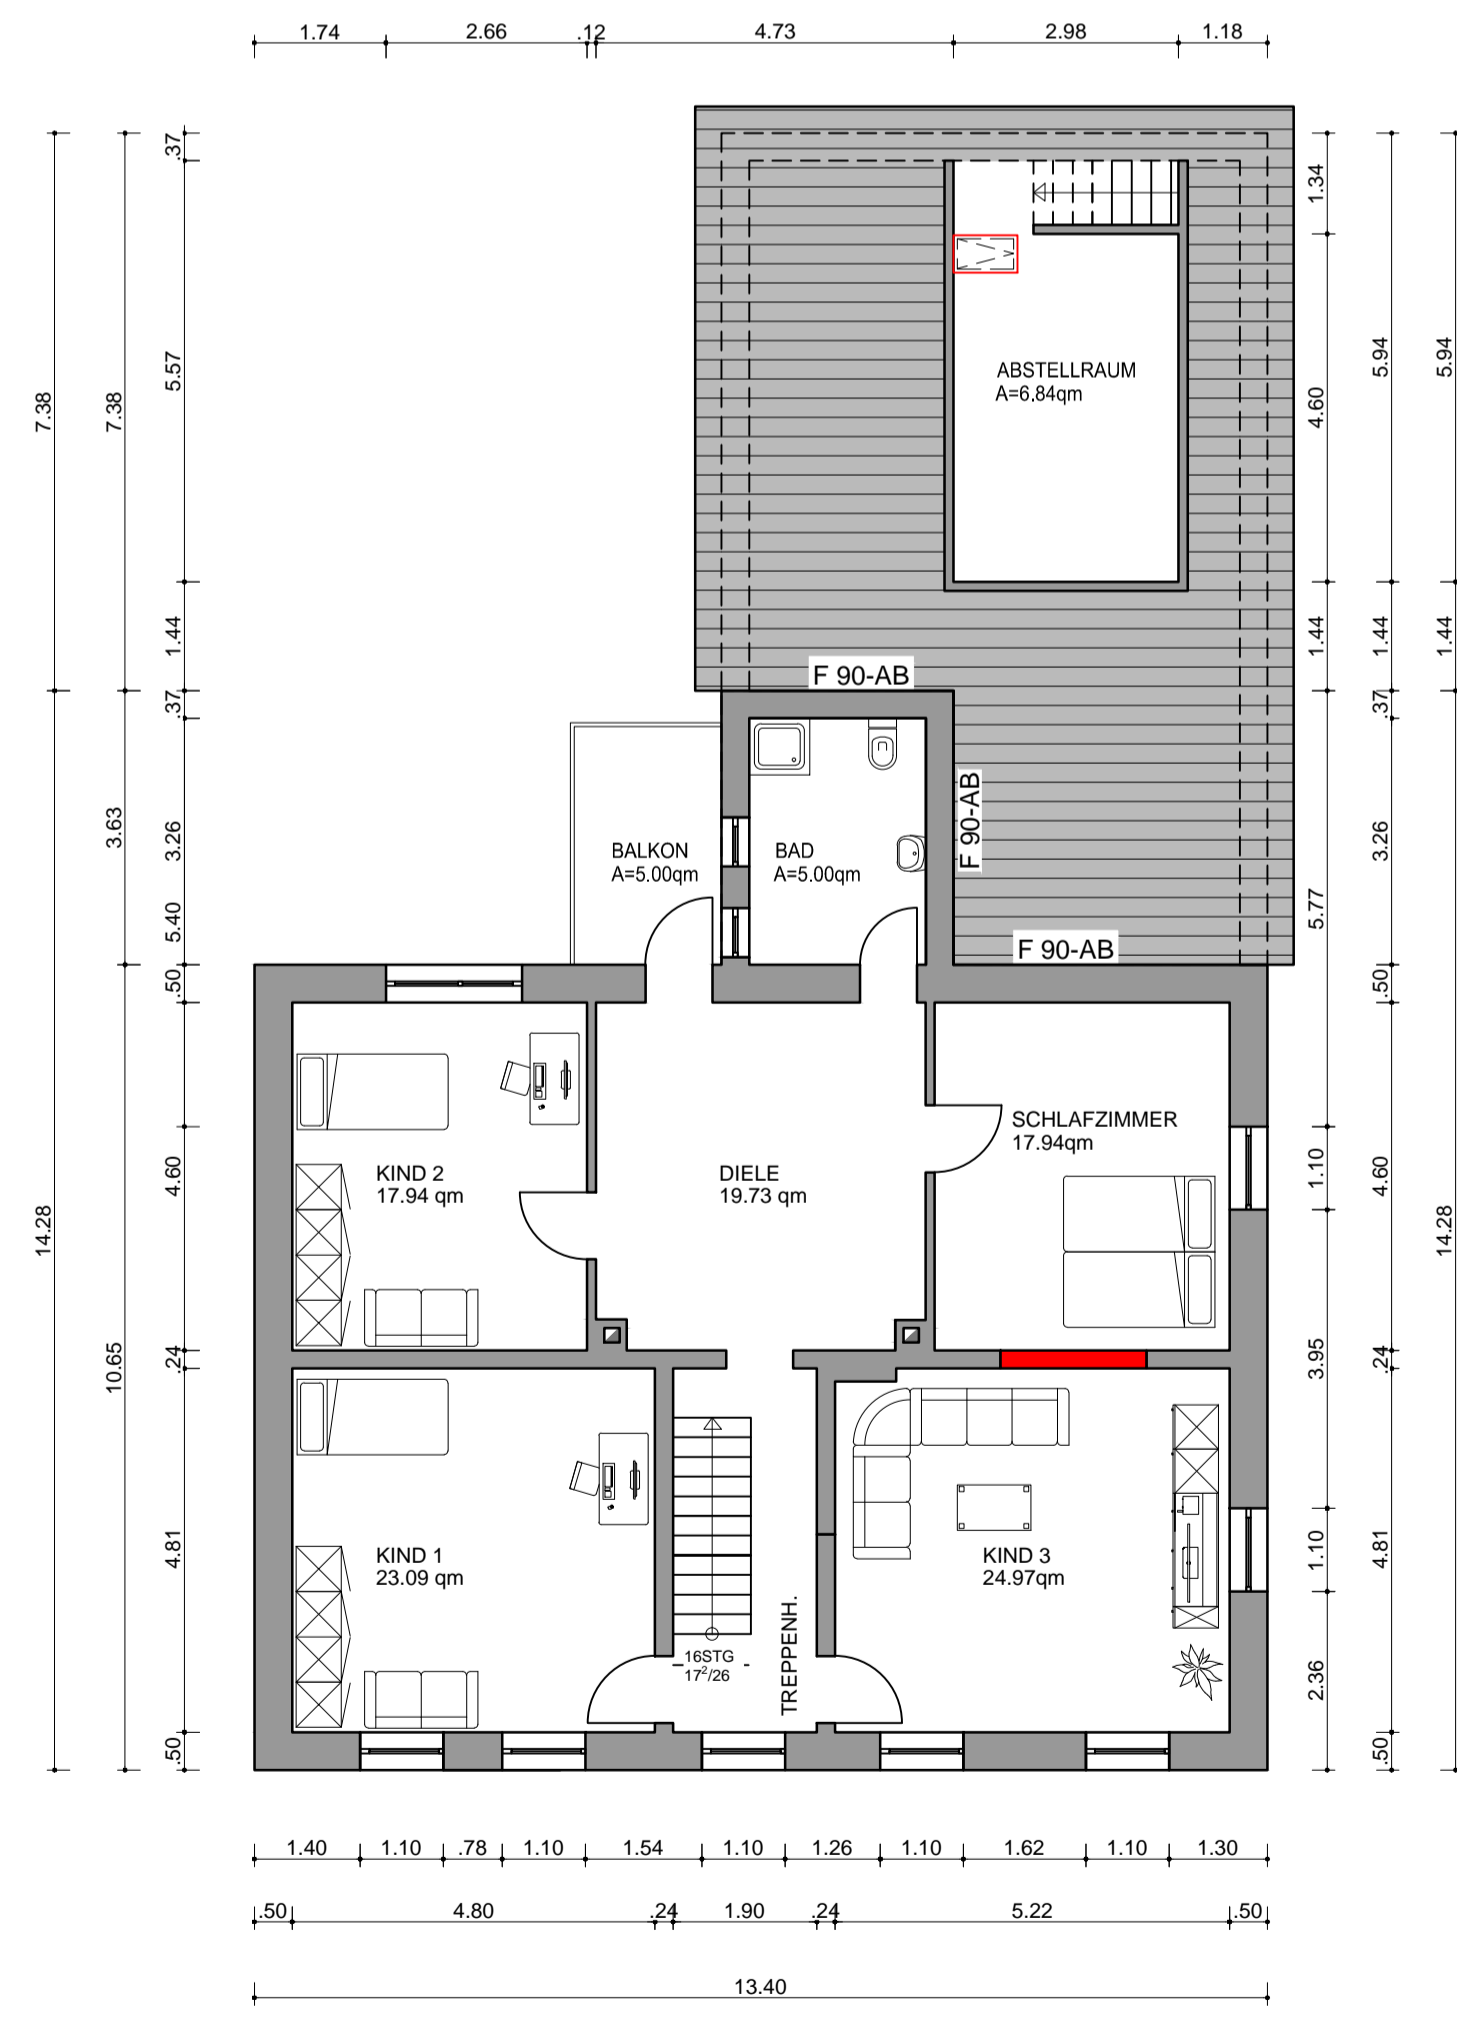 1.74 2.66 .12 4.73 2.98 1.18
7.38
14.28
7.38
3.63
10.65
.37
5.57
1.44
.37
3.26
5.40
.50
4.60
.24
4.81
.50
ABSTELLRAUM
A=6.84qm
F 90-AB
F 90-AB
F 90-AB
BALKON
A=5.00qm
BAD
A=5.00qm
SCHLAFZIMMER
17.94qm
KIND 2
17.94 qm
DIELE
19.73 qm
KIND 1
23.09 qm
16STG
17²/26
TREPPENH.
KIND 3
24.97qm
1.34
4.60
1.44
5.77
1.10
3.95
1.10
2.36
5.94
1.44
.37
3.26
.50
4.60
.24
4.81
.50
5.94
1.44
14.28
1.40 1.10 .78 1.10 1.54 1.10 1.26 1.10 1.62 1.10 1.30
.50 4.80 .24 1.90 .24 5.22 .50
13.40